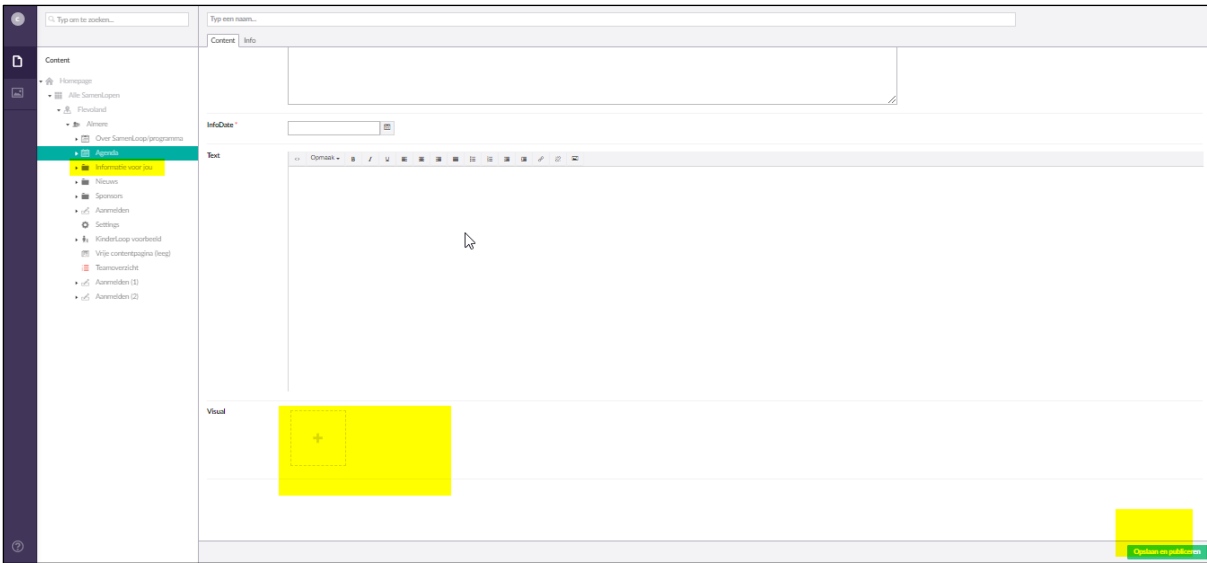 C
Typ om te zoeken...
Typ een naam...
Content Info
Content
Homepage
Alle SamenLopen
Flevoland
Almere
Over SamenLoop/programma
Agenda
Informatie voor jou
Nieuws
Sponsors
Aanmelden
Settings
KinderLoop voorbeeld
Vrije contentpagina (leeg)
Teamoverzicht
Aanmelden (1)
Aanmelden (2)
InfoDate *
Text
Opmaak
B I U
Visual
+
Opslaan en publiceren
?